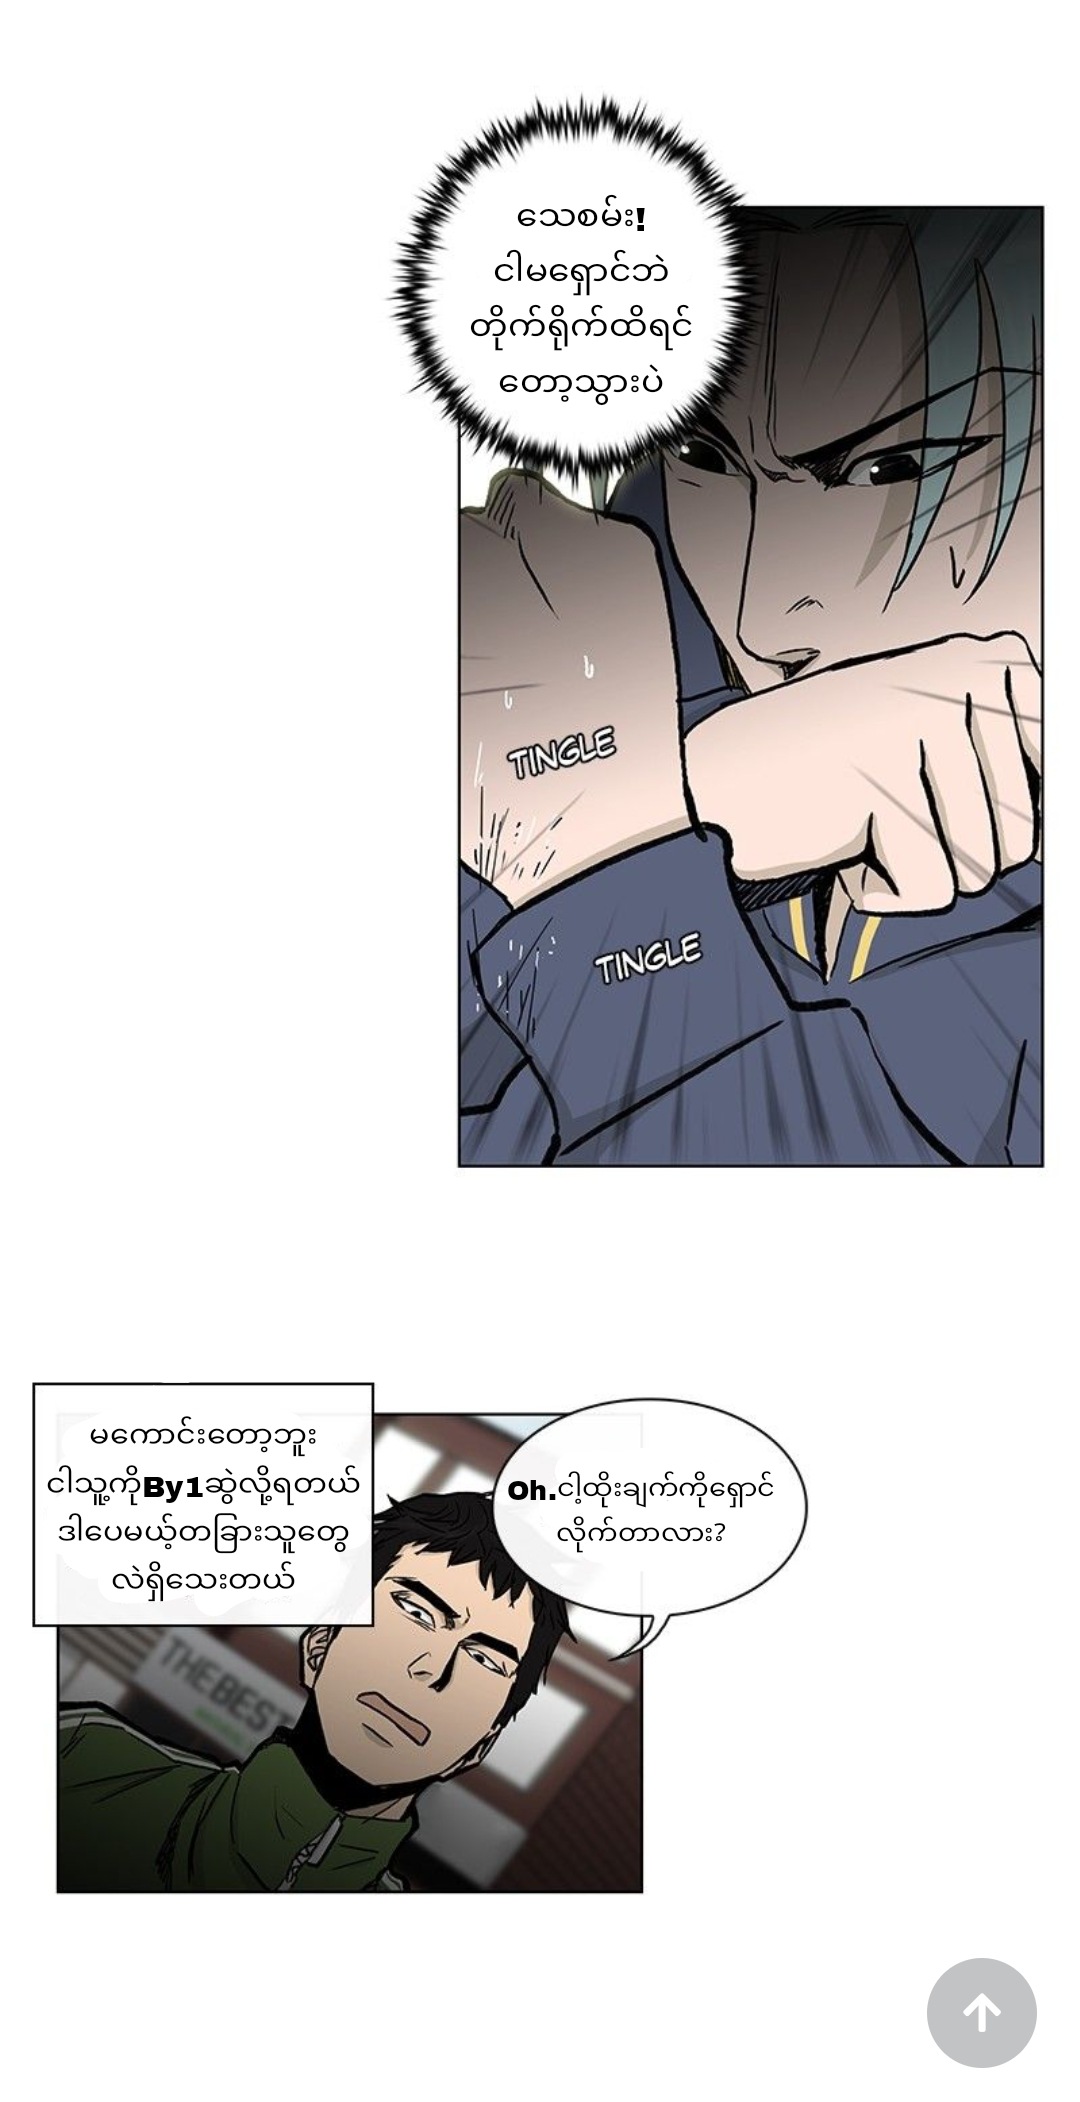 သေစမ်း!
ငါမရှောင်ဘဲ
တိုက်ရိုက်ထိရင်
တော့သွားပဲ
TINGLE
TINGLE
မကောင်းတော့ဘူး
ငါသူ့ကိုBy1ဆွဲလို့ရတယ်
ဒါပေမယ့်တခြားသူတွေ
လဲရှိသေးတယ်
Oh.ငါ့ထိုးချက်ကိုရှောင်
လိုက်တာလား?
THE BEST